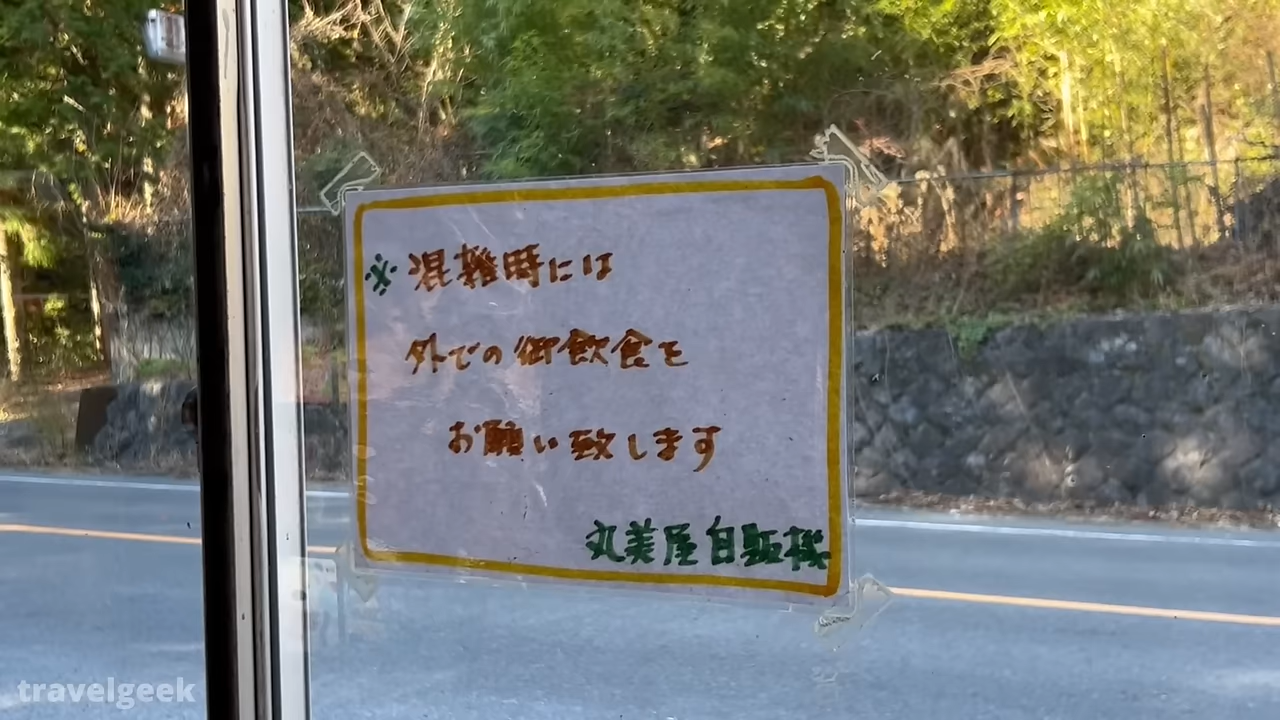 ※混雑時には
外での御飲食を
お願い致します
丸美屋自販機
travelgeek